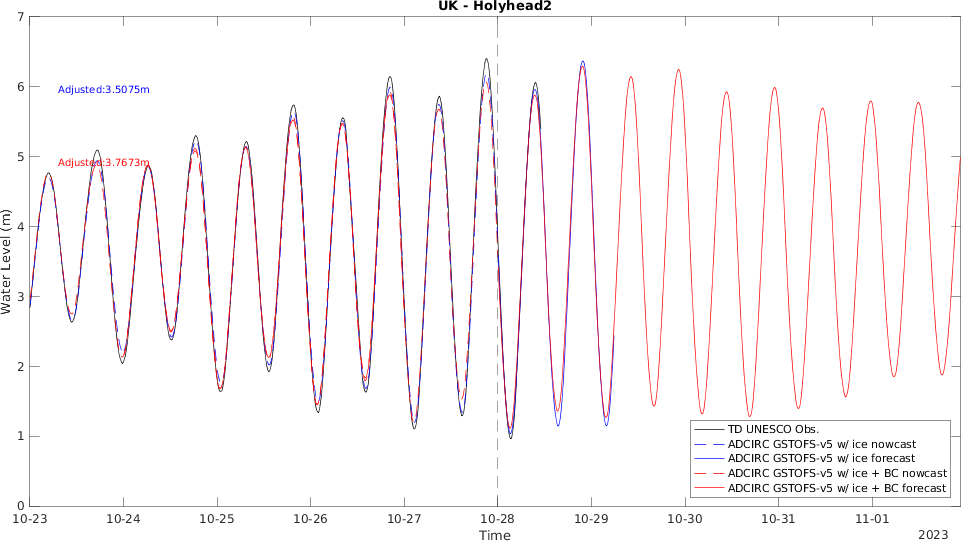 UK - Holyhead2
7
6
5
4
3
2
1
0
Water Level (m)
Adjusted:3.5075m
Adjusted:3.7673m
TD UNESCO Obs.
ADCIRC GSTOFS-v5 w/ ice nowcast
ADCIRC GSTOFS-v5 w/ ice forecast
ADCIRC GSTOFS-v5 w/ ice + BC nowcast
ADCIRC GSTOFS-v5 w/ ice + BC forecast
10-23 10-24 10-25 10-26 10-27 10-28 10-29 10-30 10-31 11-01
Time
2023